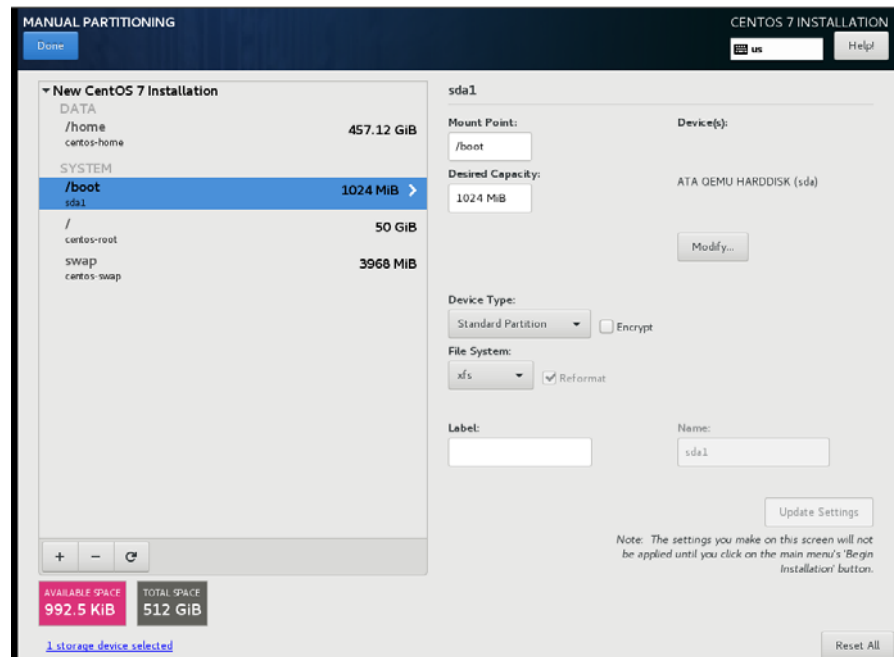 MANUAL PARTITIONING
CENTOS 7 INSTALLATION
Done
us
Help!
New CentOS 7 Installation
DATA
/home
457.12 GiB
centos-home
SYSTEM
/boot
1024 MiB
sda1
/
50 GiB
centos-root
swap
3968 MiB
centos-swap
+ −
AVAILABLE SPACE
992.5 KiB
TOTAL SPACE
512 GiB
1 storage device selected
sda1
Mount Point:
Device(s):
/boot
Desired Capacity:
ATA QEMU HARDDISK (sda)
1024 MiB
Modify...
Device Type:
Standard Partition
Encrypt
File System:
xfs
Reformat
Label:
Name:
sda1
Update Settings
Note: The settings you make on this screen will not
be applied until you click on the main menu's 'Begin
Installation' button.
Reset All